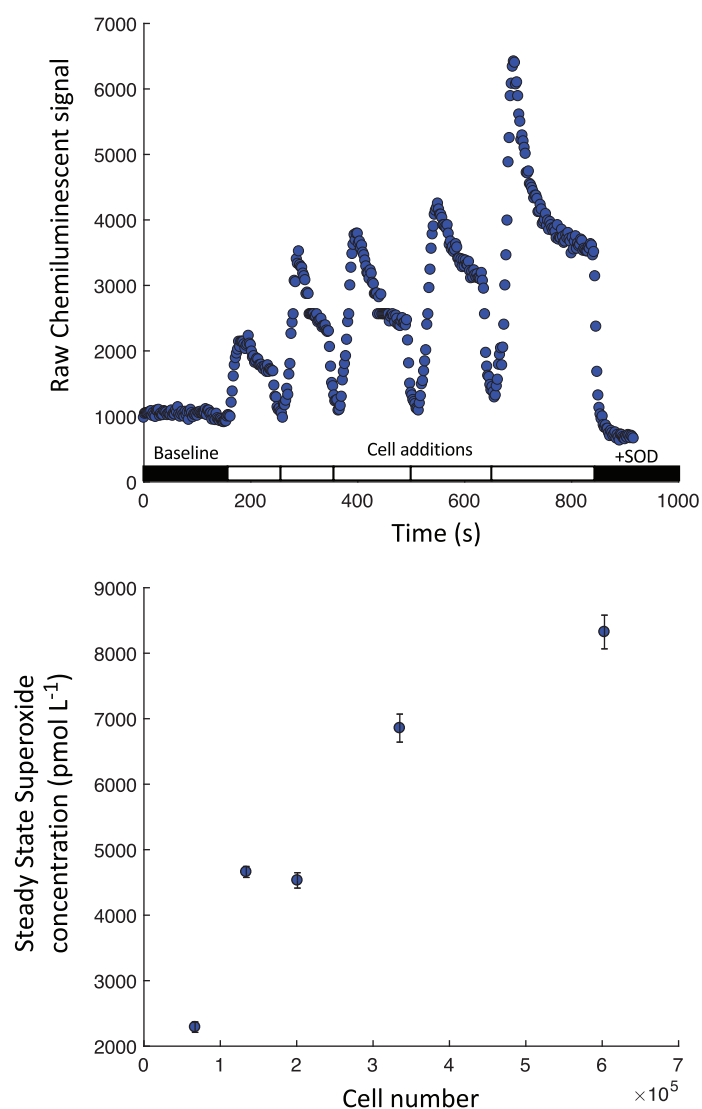 7000
6000
5000
4000
3000
2000
1000
0
Raw Chemiluminescent signal
Baseline
Cell additions
+SOD
0 200 400 600 800 1000
Time (s)
9000
8000
7000
6000
5000
4000
3000
2000
Steady State Superoxide
concentration (pmol L⁻¹)
0 1 2 3 4 5 6 7
×10⁵
Cell number